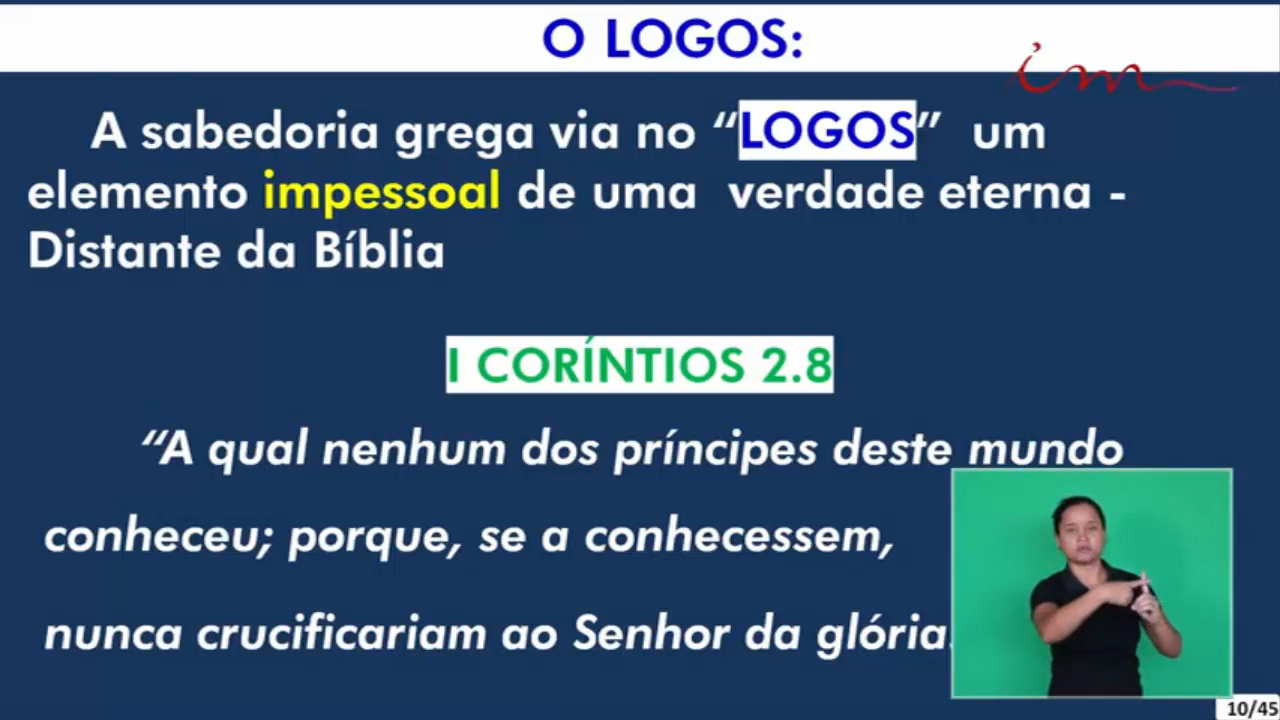 O LOGOS:
im
A sabedoria grega via no “LOGOS” um
elemento impessoal de uma verdade eterna -
Distante da Bíblia
I CORÍNTIOS 2.8
“A qual nenhum dos príncipes deste mundo
conheceu; porque, se a conhecessem,
nunca crucificariam ao Senhor da glória.
10/45